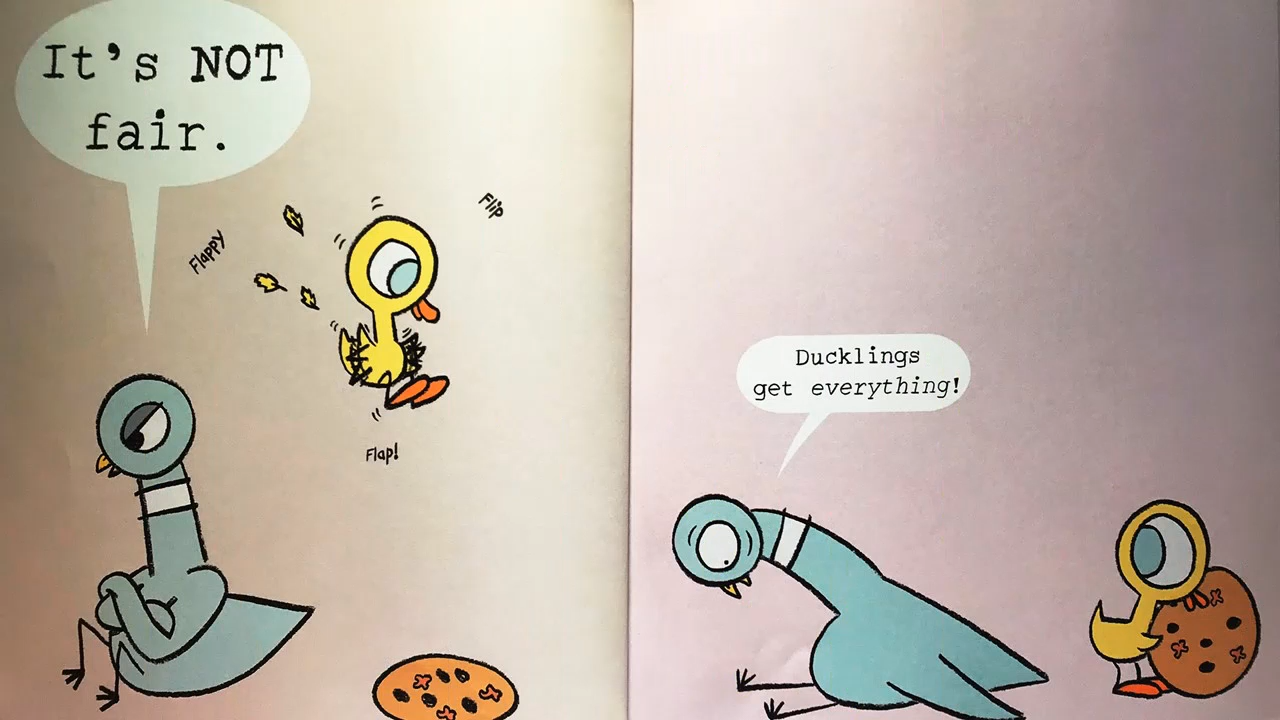 It's NOT
fair.
Flappy
Flip
Flap!
Ducklings
get everything!